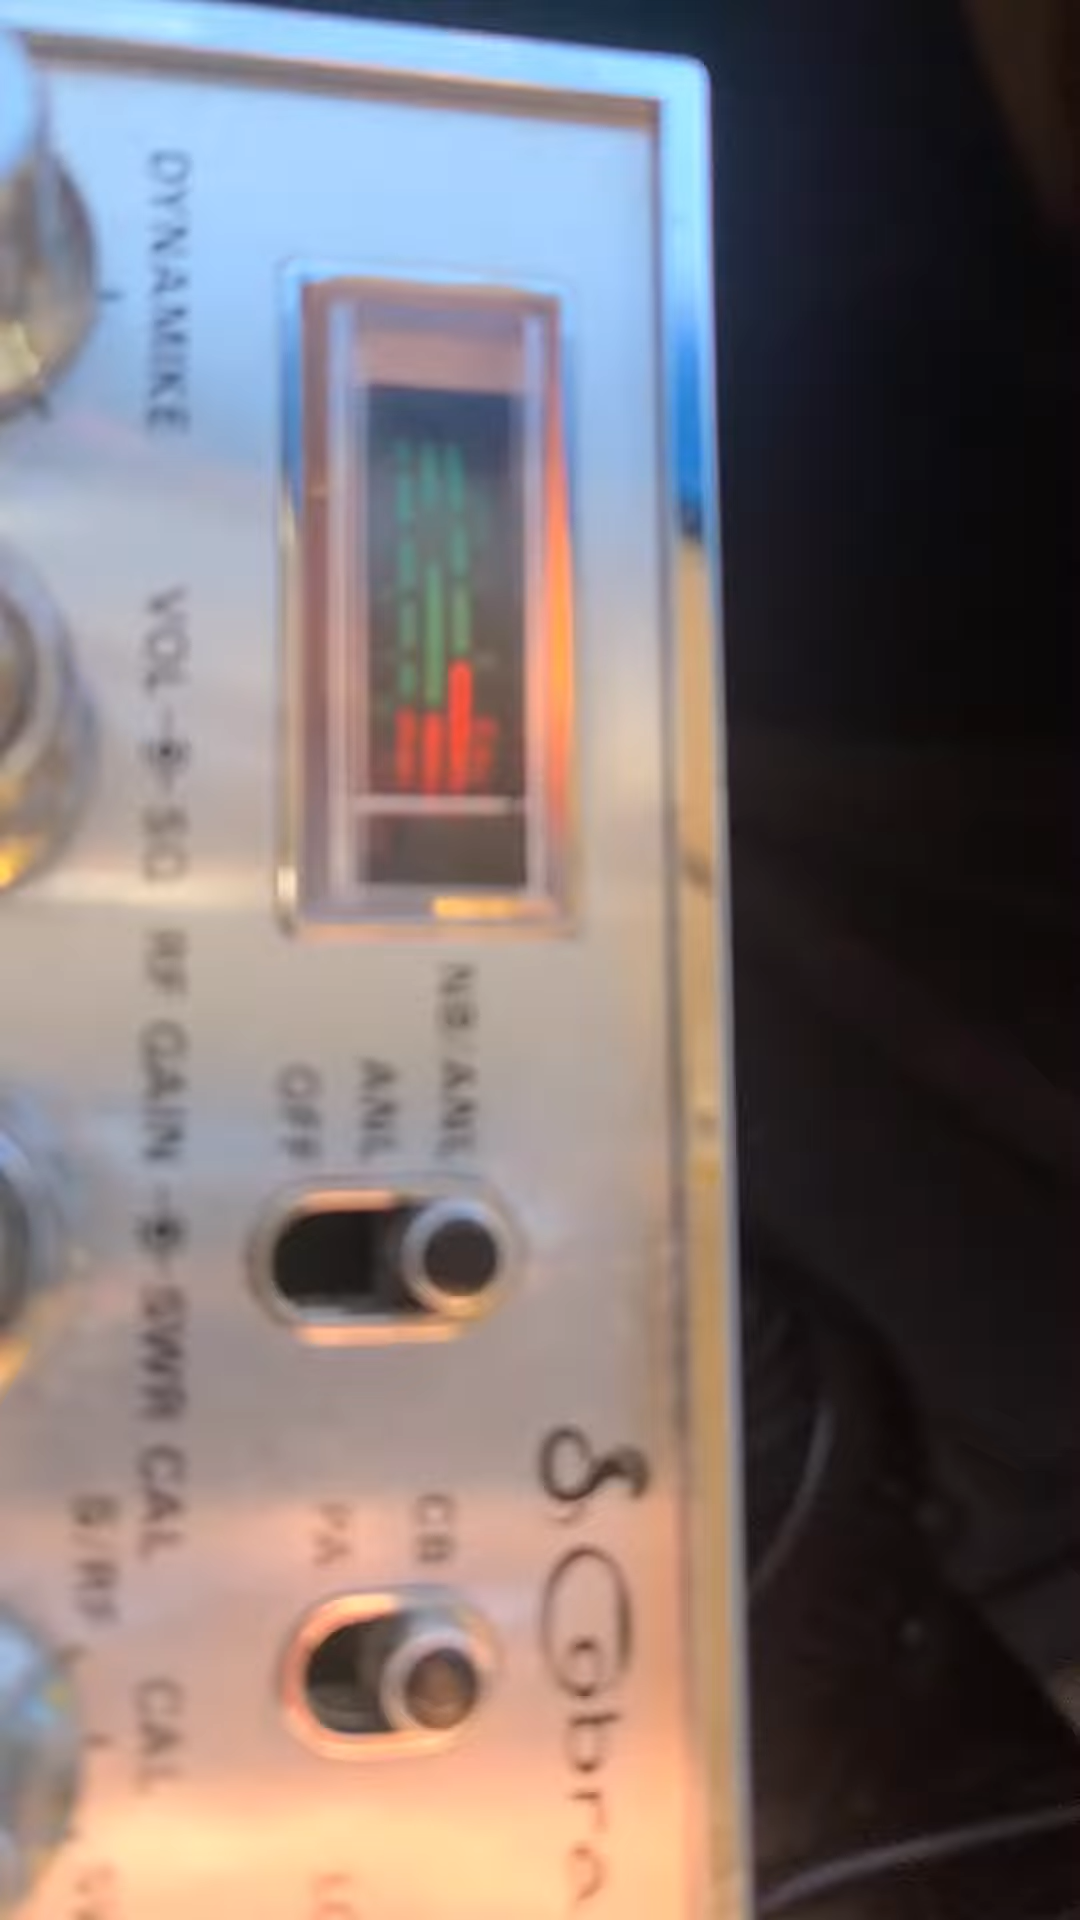 Cobra
NB/ANL
ANL
OFF
CB
PA
DYNAMIKE
VOL
SQ
RF GAIN
SWR CAL
CAL
S/RF